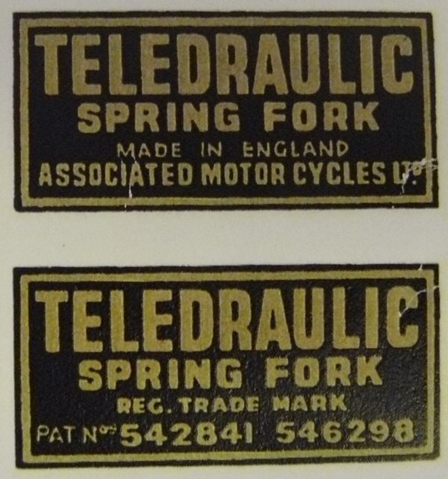 TELEDRAULIC
SPRING FORK
MADE IN ENGLAND
ASSOCIATED MOTOR CYCLES LTD.
TELEDRAULIC
SPRING FORK
REG. TRADE MARK
PAT Nos 542841 546298